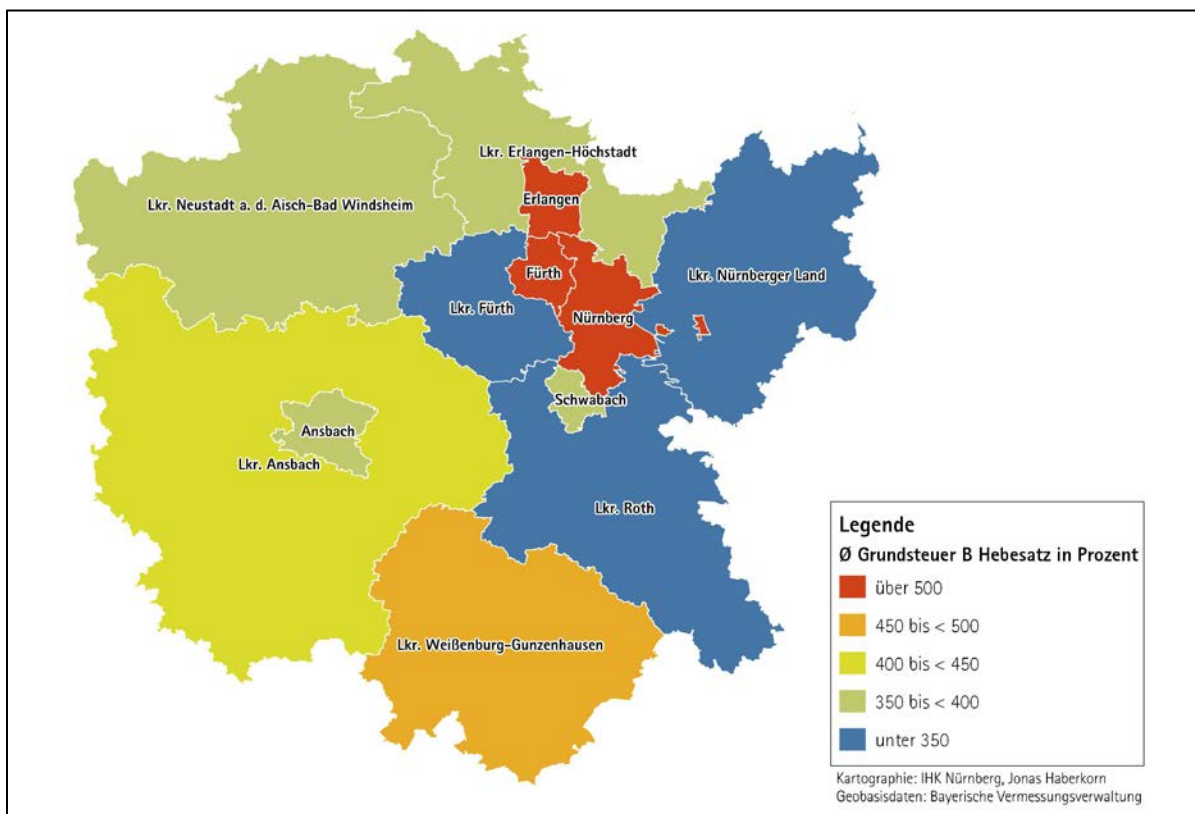 Lkr. Erlangen-Höchstadt
Erlangen
Lkr. Neustadt a. d. Aisch-Bad Windsheim
Fürth
Lkr. Nürnberger Land
Lkr. Fürth
Nürnberg
Schwabach
Ansbach
Lkr. Ansbach
Lkr. Roth
Lkr. Weißenburg-Gunzenhausen
Legende
Ø Grundsteuer B Hebesatz in Prozent
über 500
450 bis < 500
400 bis < 450
350 bis < 400
unter 350
Kartographie: IHK Nürnberg, Jonas Haberkorn
Geobasisdaten: Bayerische Vermessungsverwaltung